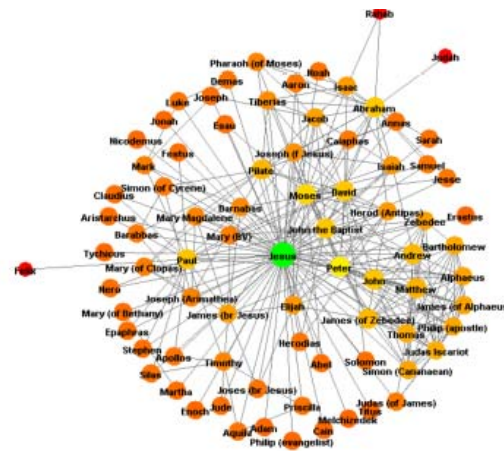 Rahab
Jonah
Pharaoh (of Moses)
Noah
Isaac
Demas
Aaron
Abraham
Luke
Joseph
Tiberias
Annas
Jonah
Esau
Jacob
Sarah
Nicodemus
Festus
Joseph (f Jesus)
Caiaphas
Mark
Pilate
Isaiah
Samuel
Claudius
Simon (of Cyrene)
Moses
David
Jesse
Aristarchus
Barnabas
Herod (Antipas)
Erastus
Barabbas
Mary Magdalene
John the Baptist
Zebedee
Tychicus
Mary (BV)
Bartholomew
Paul
Jesus
Peter
Andrew
Mary (of Clopas)
John
Alphaeus
Nero
Matthew
Joseph (Arimathea)
Elijah
James (of Alphaeus)
Mary (of Bethany)
James (br Jesus)
James (of Zebedee)
Philip (apostle)
Epaphras
Thomas
Stephen
Herodias
Judas Iscariot
Apollos
Timothy
Abel
Solomon
Simon (Cananaean)
Silas
Martha
Joses (br Jesus)
Judas (of James)
Enoch
Jude
Priscilla
Titus
Melchizedek
Adam
Cain
Aquila
Philip (evangelist)